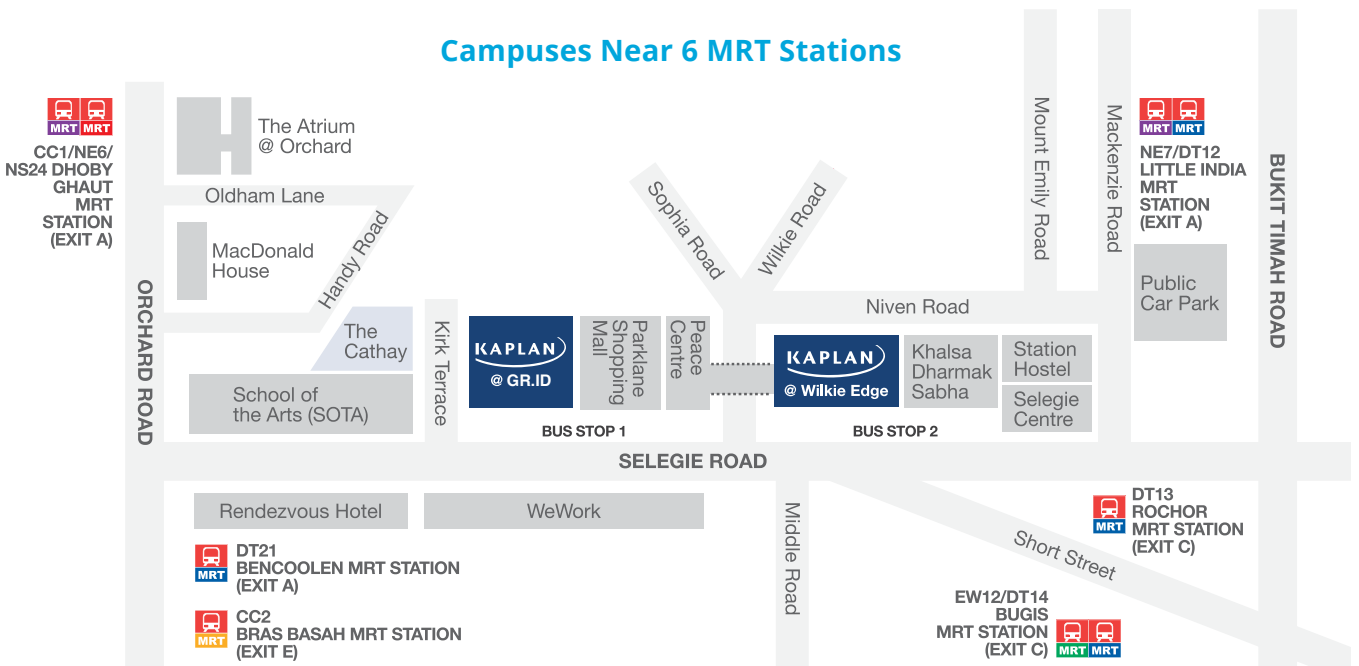 Campuses Near 6 MRT Stations
MRT MRT
CC1/NE6/
NS24 DHOBY
GHAUT
MRT
STATION
(EXIT A)
The Atrium
@ Orchard
Oldham Lane
MacDonald
House
Handy Road
ORCHARD ROAD
The
Cathay
School of
the Arts (SOTA)
Kirk Terrace
KAPLAN
@ GR.ID
Parklane
Shopping
Mall
Peace
Centre
Sophia Road
Wilkie Road
Niven Road
Mount Emily Road
Mackenzie Road
MRT MRT
NE7/DT12
LITTLE INDIA
MRT
STATION
(EXIT A)
Public
Car Park
BUKIT TIMAH ROAD
KAPLAN
@ Wilkie Edge
Khalsa
Dharmak
Sabha
Station
Hostel
Selegie
Centre
BUS STOP 1
BUS STOP 2
SELEGIE ROAD
Rendezvous Hotel
WeWork
MRT
DT21
BENCOOLEN MRT STATION
(EXIT A)
MRT
CC2
BRAS BASAH MRT STATION
(EXIT E)
Middle Road
Short Street
MRT
DT13
ROCHOR
MRT STATION
(EXIT C)
EW12/DT14
BUGIS
MRT STATION
(EXIT C)
MRT MRT